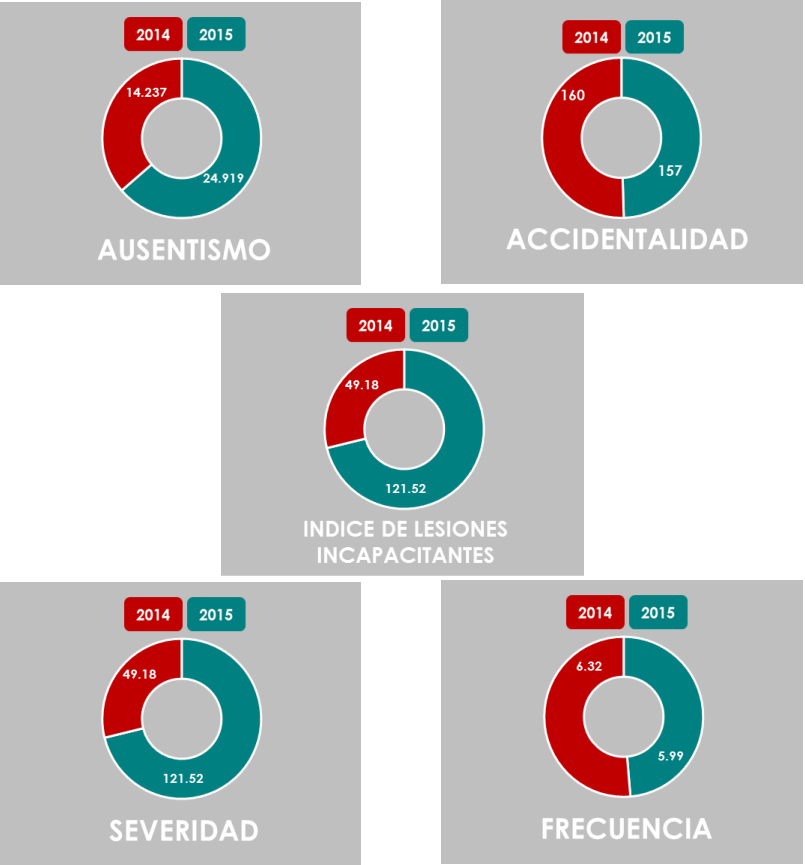 2014 2015
14.237
24.919
AUSENTISMO
2014 2015
160
157
ACCIDENTALIDAD
2014 2015
49.18
121.52
INDICE DE LESIONES
INCAPACITANTES
2014 2015
49.18
121.52
SEVERIDAD
2014 2015
6.32
5.99
FRECUENCIA